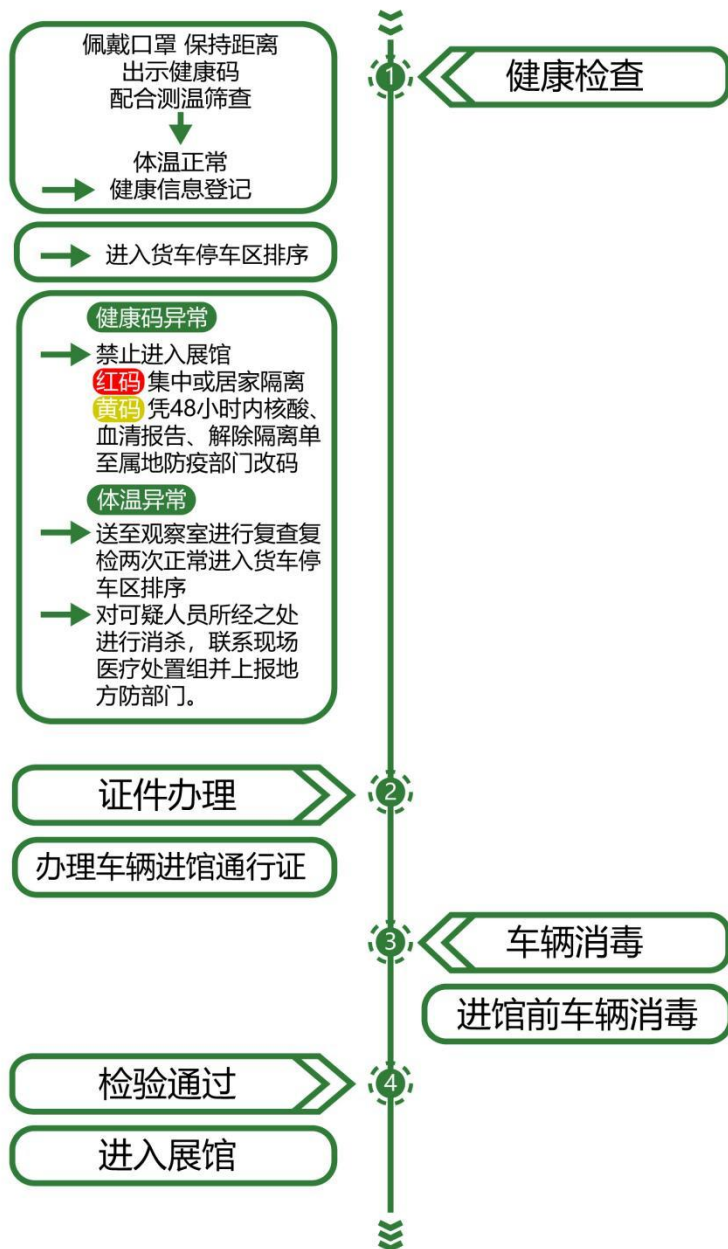 1
健康检查
佩戴口罩 保持距离
出示健康码
配合测温筛查
体温正常
健康信息登记
进入货车停车区排序
健康码异常
禁止进入展馆
红码 集中或居家隔离
黄码 凭48小时内核酸、
血清报告、解除隔离单
至属地防疫部门改码
体温异常
送至观察室进行复查复
检两次正常进入货车停
车区排序
对可疑人员所经之处
进行消杀，联系现场
医疗处置组并上报地
方防部门。
证件办理
2
办理车辆进馆通行证
3
车辆消毒
进馆前车辆消毒
检验通过
4
进入展馆